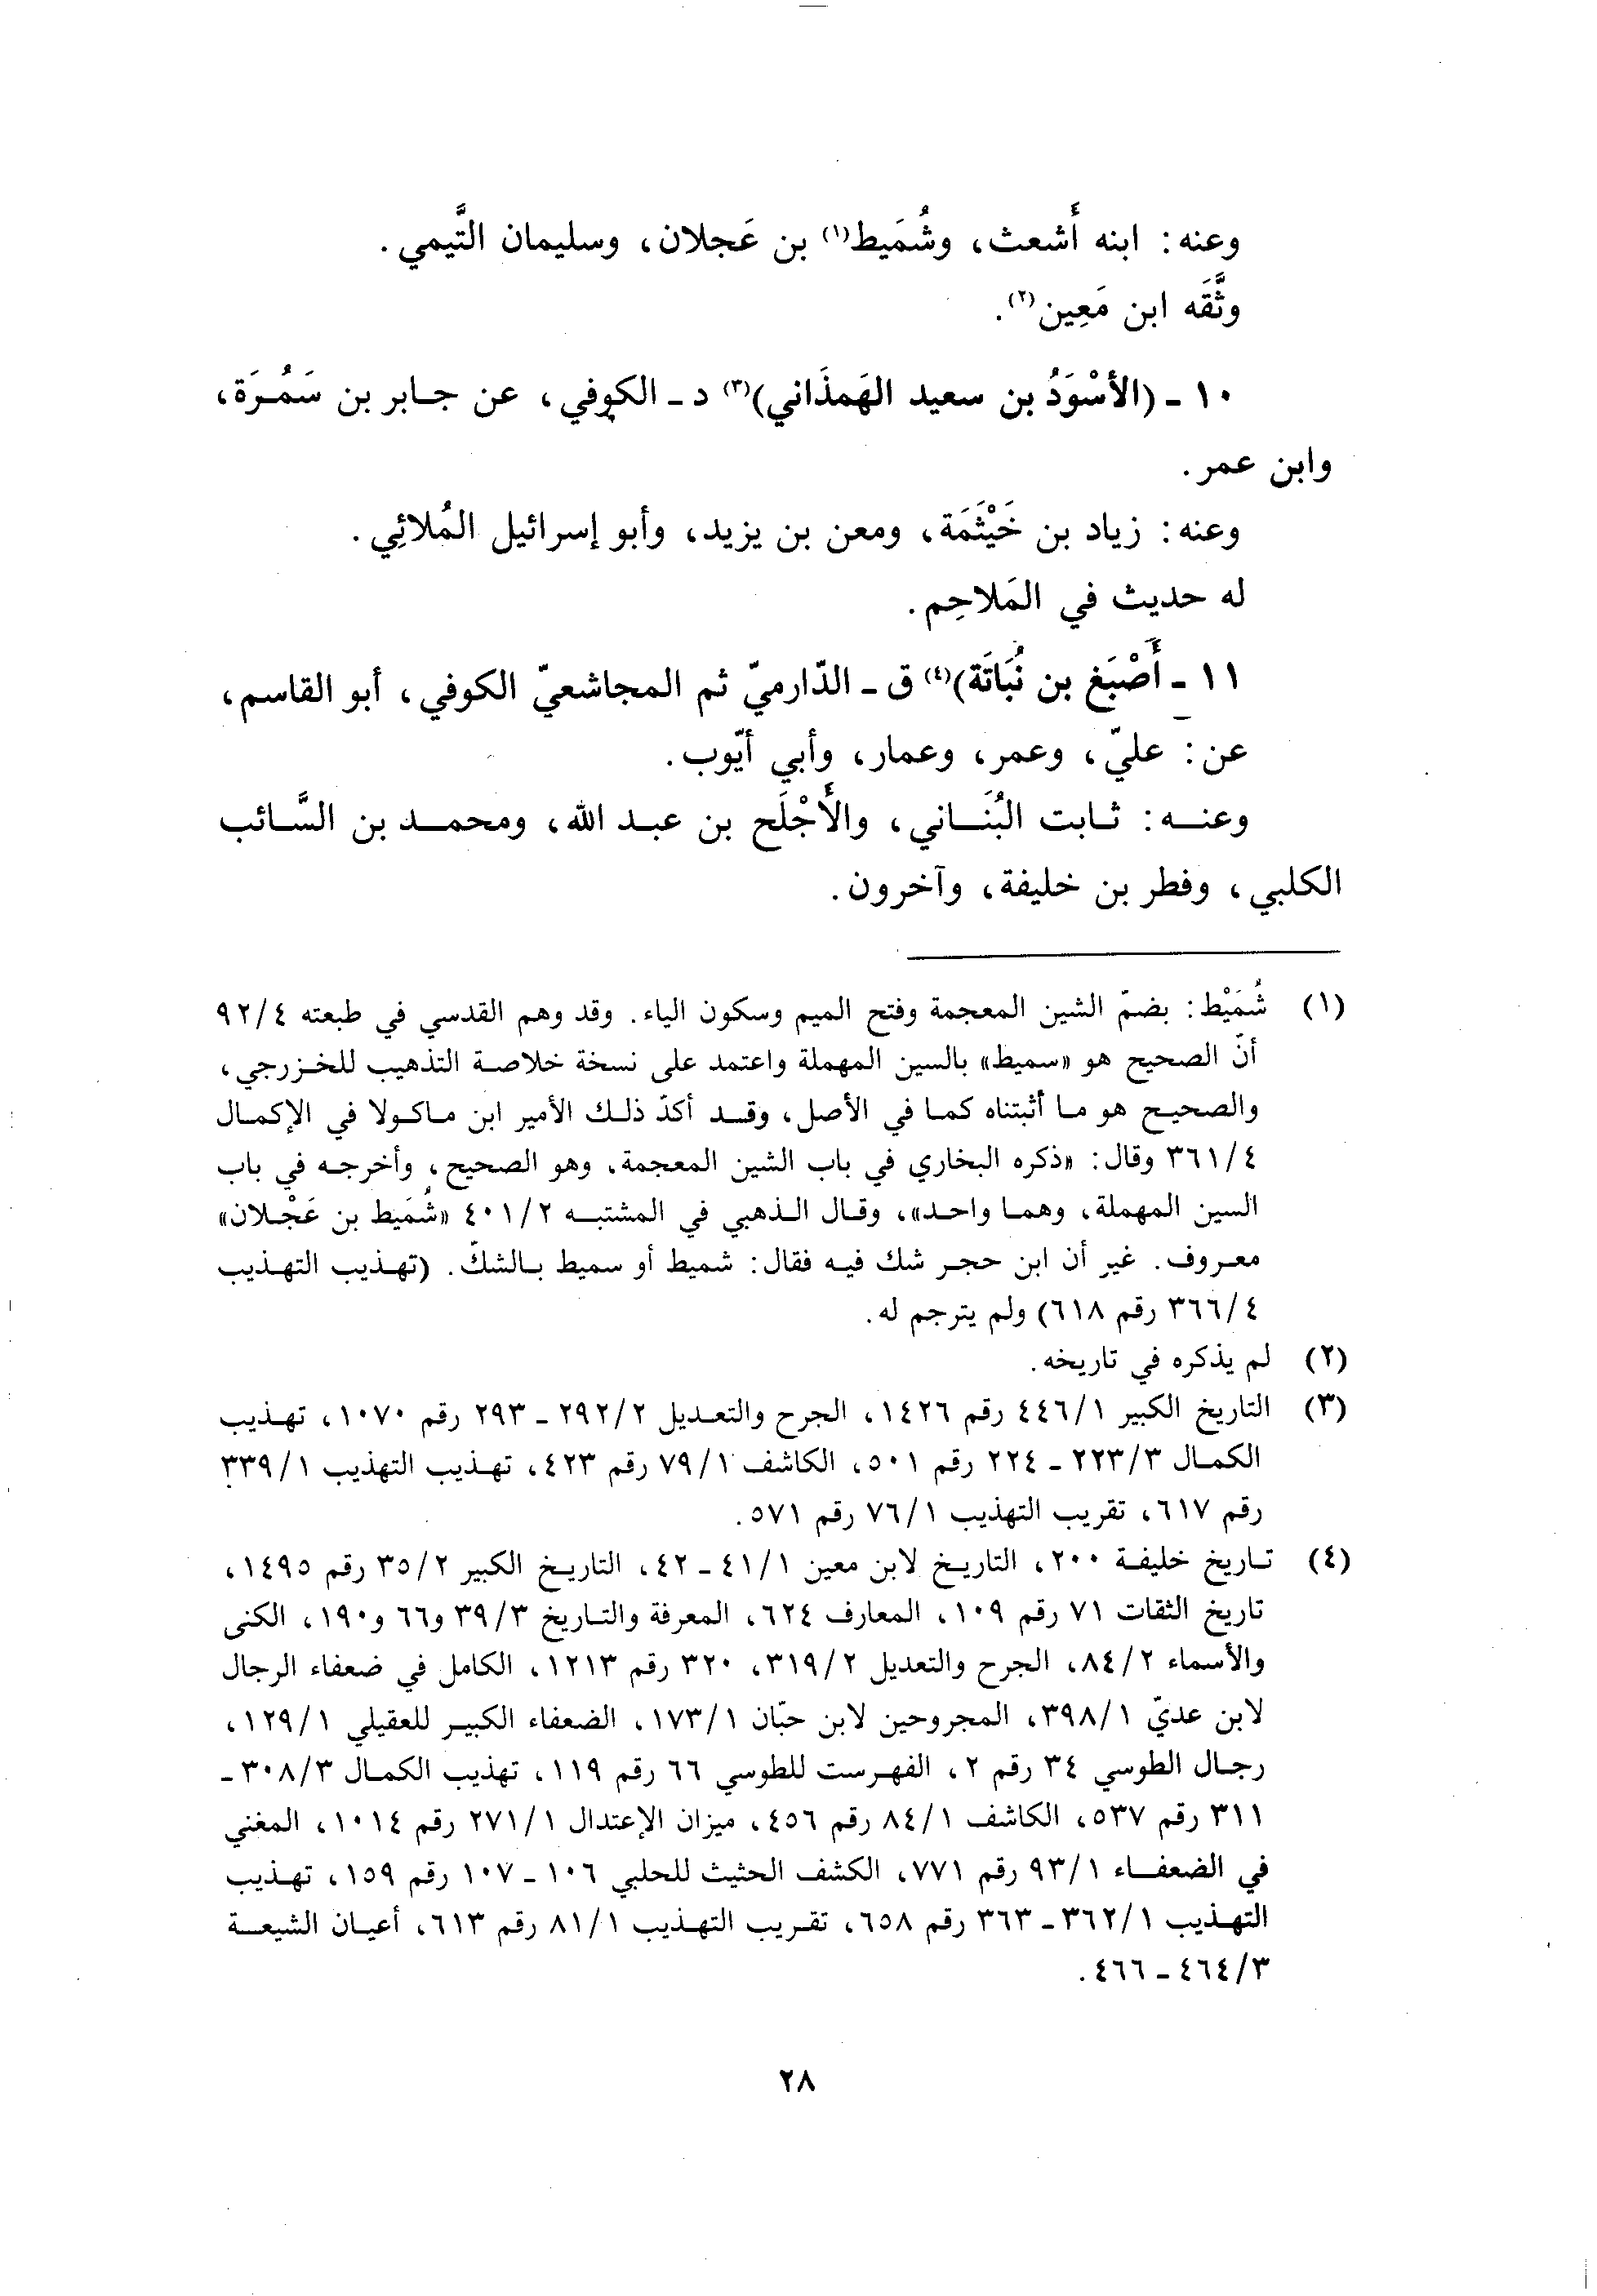 وعنه: ابنه أَشعث، وشُمَيط(١) بن عَجلان، وسليمان التَّيمي.
وثَّقَه ابن مَعِين(٢).
١٠ - (الأسْوَدُ بن سعيد الهَمذَاني)(٣) د - الكوفي، عن جابر بن سَمُرَة،
وابن عمر.
وعنه: زياد بن خَيْثَمَة، ومعن بن يزيد، وأبو إسرائيل المُلائِي.
له حديث في المَلاحِم.
١١ - أَصْبَغ بن نُبَاتَة)(٤) ق - الدّارميّ ثم المجاشعيّ الكوفي، أبو القاسم،
عن: عليّ، وعمر، وعمار، وأبي أيّوب.
وعنه: ثابت البُنَاني، والأَجْلَح بن عبد الله، ومحمد بن السَّائب
الكلبي، وفطر بن خليفة، وآخرون.
(١) شُمَيْط: بضمّ الشين المعجمة وفتح الميم وسكون الياء. وقد وهم القدسي في طبعته ٩٢/٤
أنّ الصحيح هو «سميط» بالسين المهملة واعتمد على نسخة خلاصة التذهيب للخزرجي،
والصحيح هو ما أثبتناه كما في الأصل، وقد أكدّ ذلك الأمير ابن ماكولا في الإكمال
٣٦١/٤ وقال: «ذكره البخاري في باب الشين المعجمة، وهو الصحيح، وأخرجه في باب
السين المهملة، وهما واحد»، وقال الذهبي في المشتبه ٤٠١/٢ «شُمَيط بن عَجْلان»
معروف. غير أن ابن حجر شك فيه فقال: شميط أو سميط بالشكّ. (تهذيب التهذيب
٣٦٦/٤ رقم ٦١٨) ولم يترجم له.
(٢) لم يذكره في تاريخه.
(٣) التاريخ الكبير ٤٤٦/١ رقم ١٤٢٦، الجرح والتعديل ٢٩٢/٢ - ٢٩٣ رقم ١٠٧٠، تهذيب
الكمال ٢٢٣/٣ - ٢٢٤ رقم ٥٠١، الكاشف ٧٩/١ رقم ٤٢٣، تهذيب التهذيب ٣٣٩/١
رقم ٦١٧، تقريب التهذيب ٧٦/١ رقم ٥٧١.
(٤) تاريخ خليفة ٢٠٠، التاريخ لابن معين ٤١/١ - ٤٢، التاريخ الكبير ٣٥/٢ رقم ١٤٩٥،
تاريخ الثقات ٧١ رقم ١٠٩، المعارف ٦٢٤، المعرفة والتاريخ ٣٩/٣ و٦٦ و١٩٠، الكنى
والأسماء ٨٤/٢، الجرح والتعديل ٣١٩/٢، ٣٢٠ رقم ١٢١٣، الكامل في ضعفاء الرجال
لابن عديّ ٣٩٨/١، المجروحين لابن حبّان ١٧٣/١، الضعفاء الكبير للعقيلي ١٢٩/١،
رجال الطوسي ٣٤ رقم ٢، الفهرست للطوسي ٦٦ رقم ١١٩، تهذيب الكمال ٣٠٨/٣ -
٣١١ رقم ٥٣٧، الكاشف ٨٤/١ رقم ٤٥٦، ميزان الإعتدال ٢٧١/١ رقم ١٠١٤، المغني
في الضعفاء ٩٣/١ رقم ٧٧١، الكشف الحثيث للحلبي ١٠٦ - ١٠٧ رقم ١٥٩، تهذيب
التهذيب ٣٦٢/١ - ٣٦٣ رقم ٦٥٨، تقريب التهذيب ٨١/١ رقم ٦١٣، أعيان الشيعة
٤٦٤/٣ - ٤٦٦.
٢٨